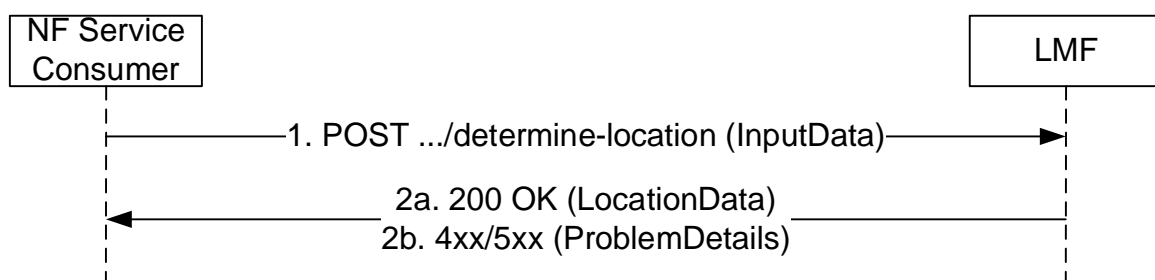 NF Service
Consumer
LMF
1. POST .../determine-location (InputData)
2a. 200 OK (LocationData)
2b. 4xx/5xx (ProblemDetails)